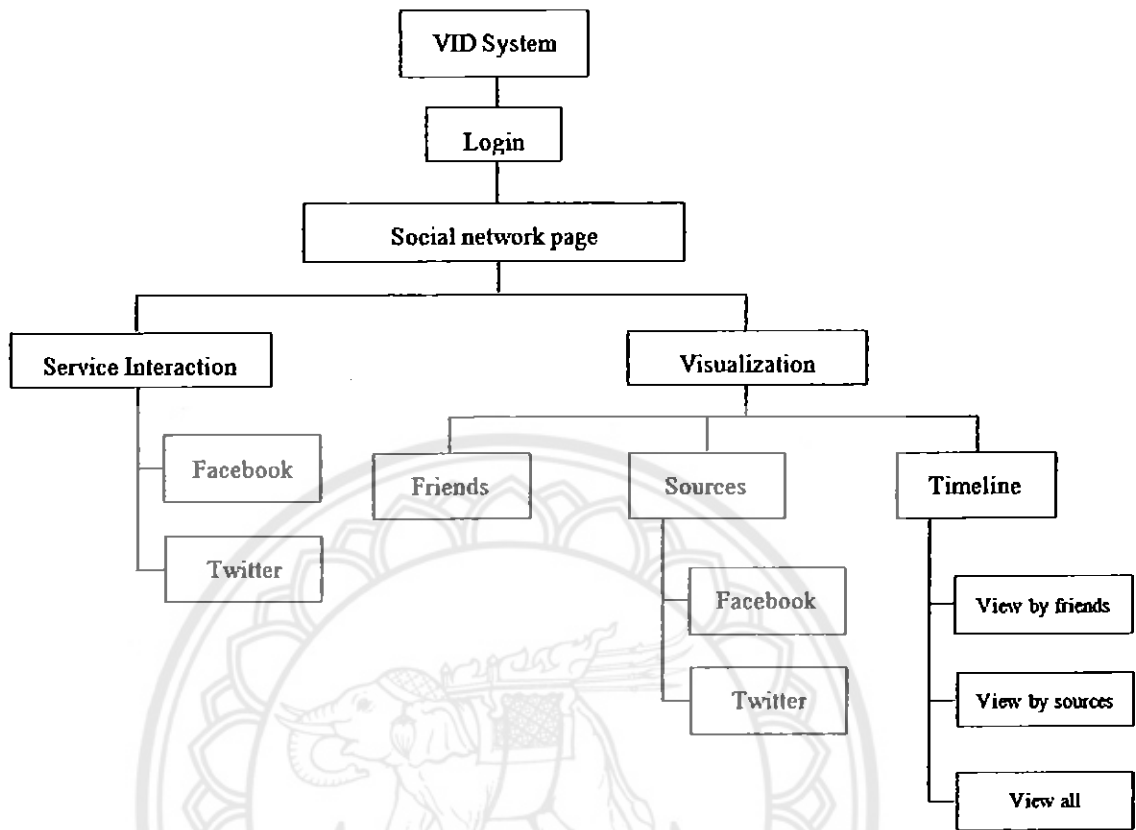 VID System
Login
Social network page
Service Interaction
Visualization
Facebook
Twitter
Friends
Sources
Timeline
Facebook
Twitter
View by friends
View by sources
View all